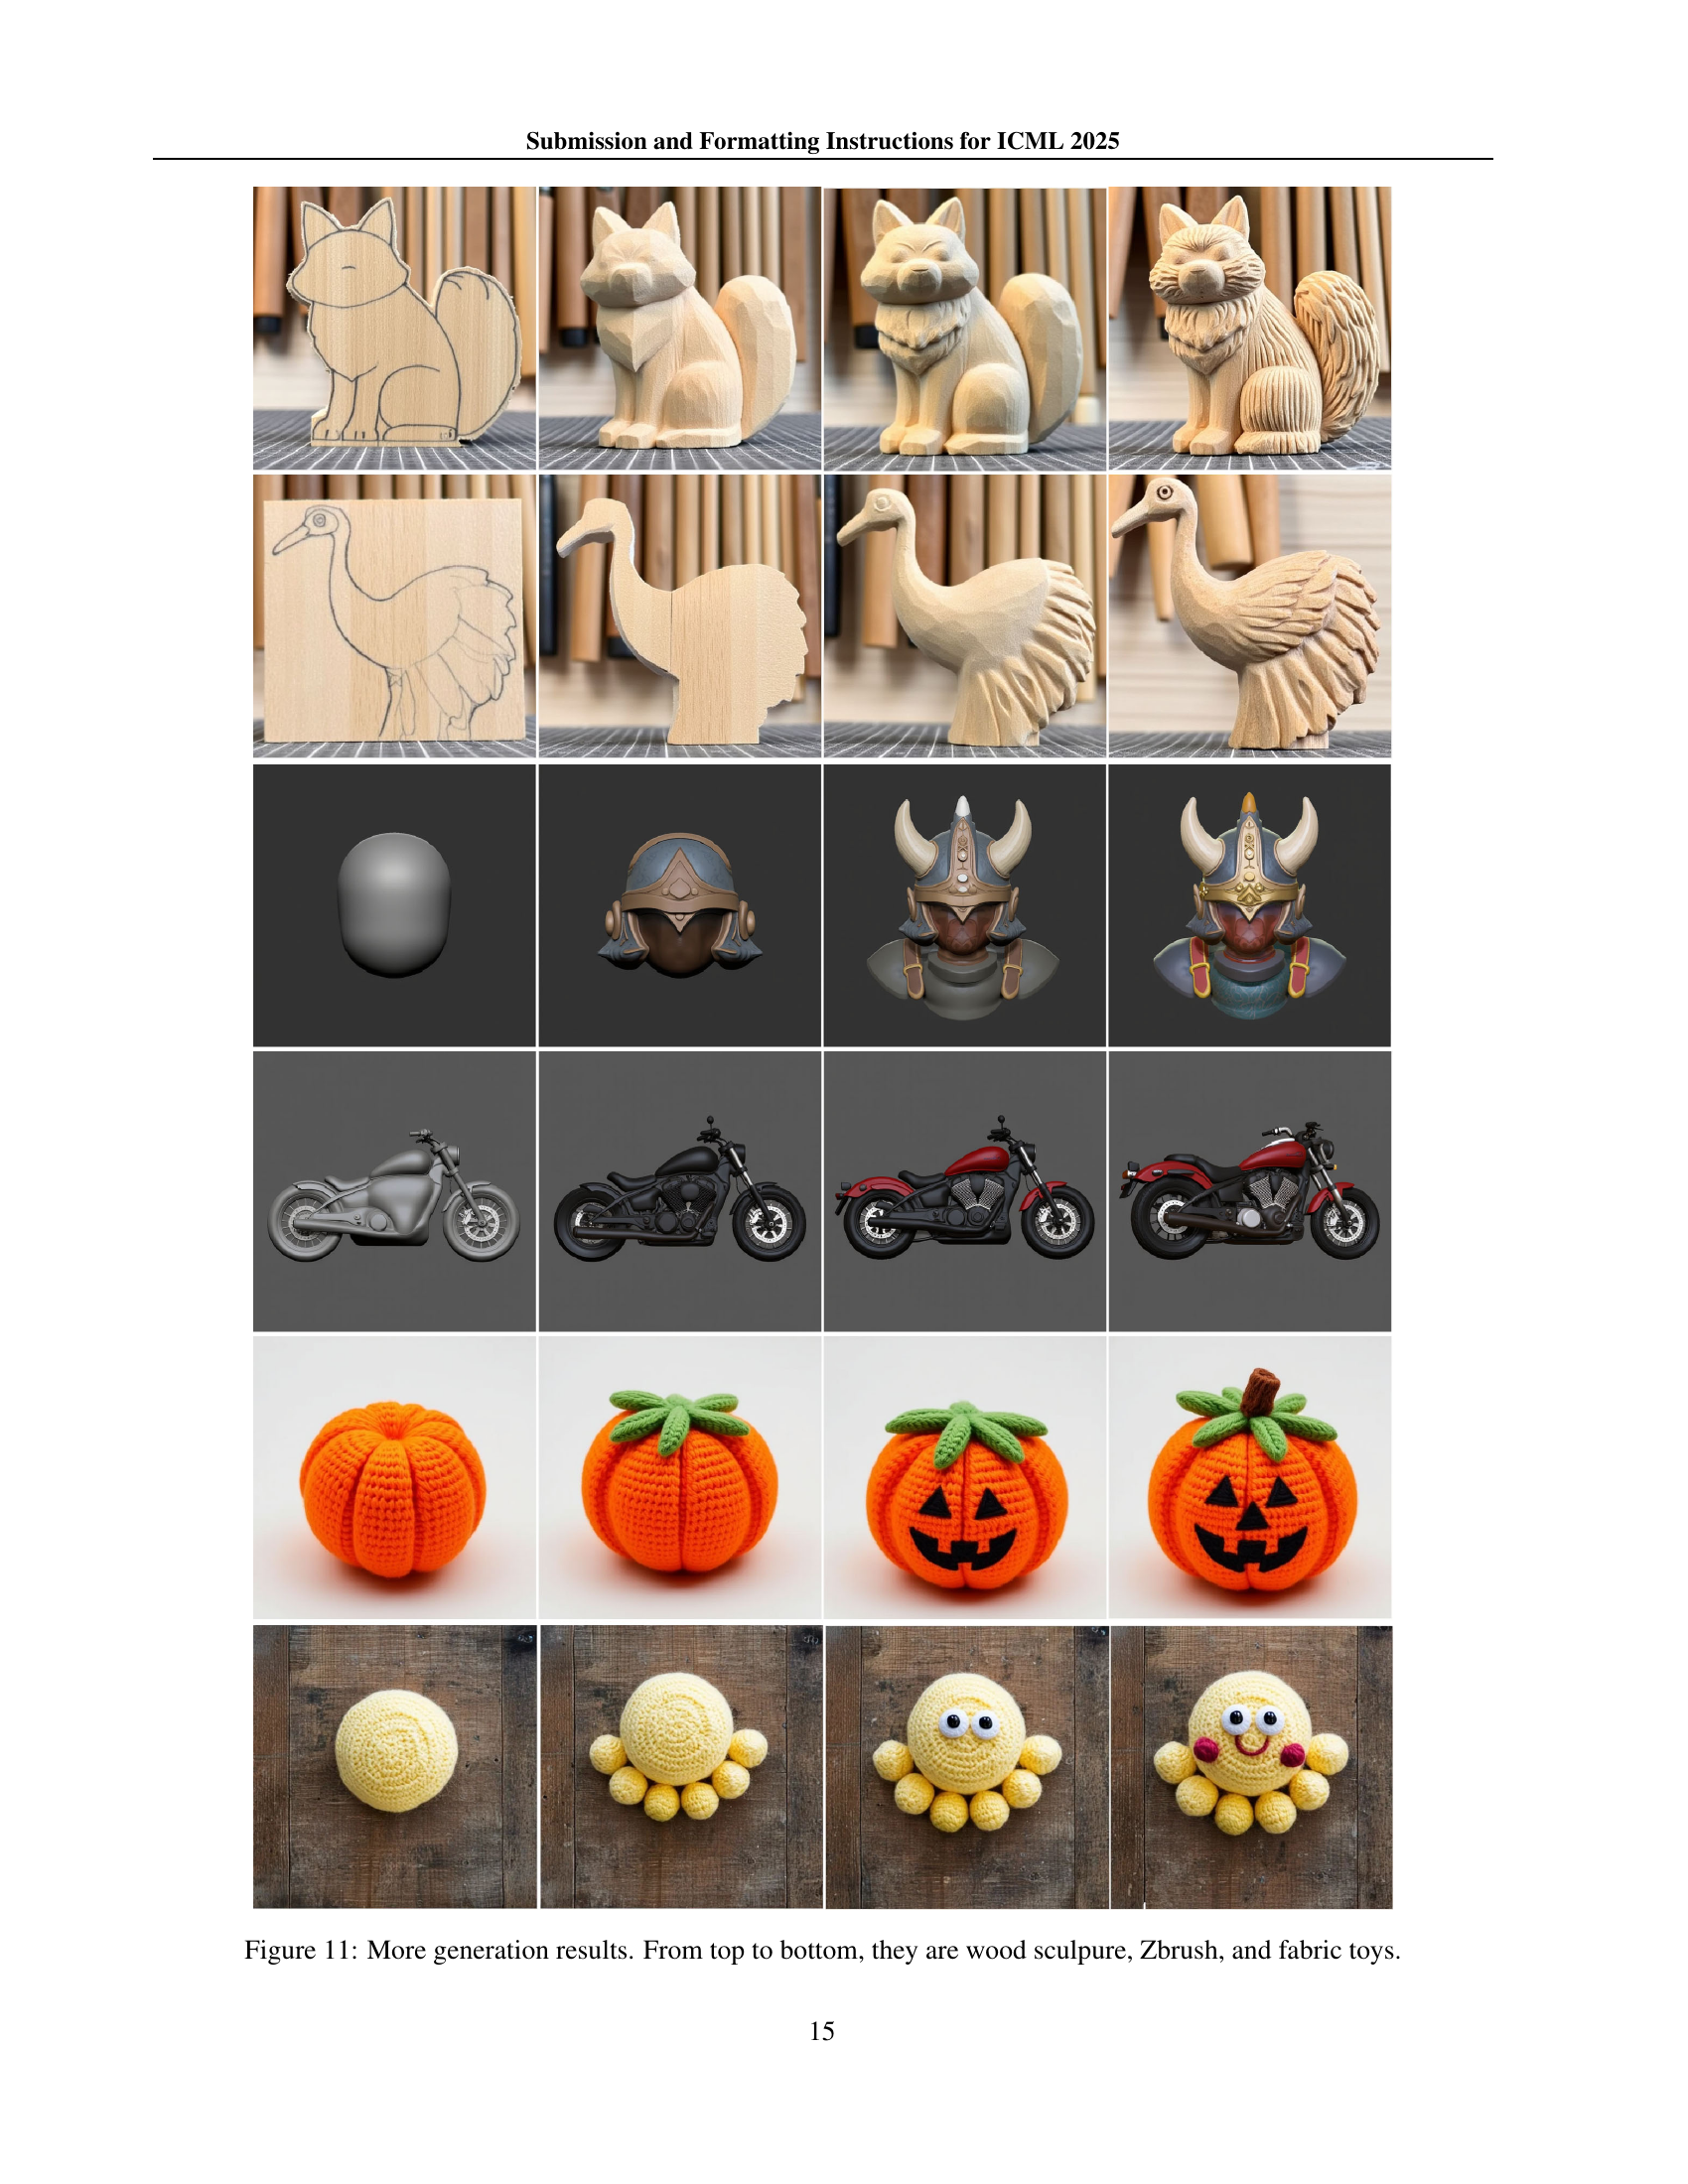 Submission and Formatting Instructions for ICML 2025
Figure 11: More generation results. From top to bottom, they are wood sculpure, Zbrush, and fabric toys.
15